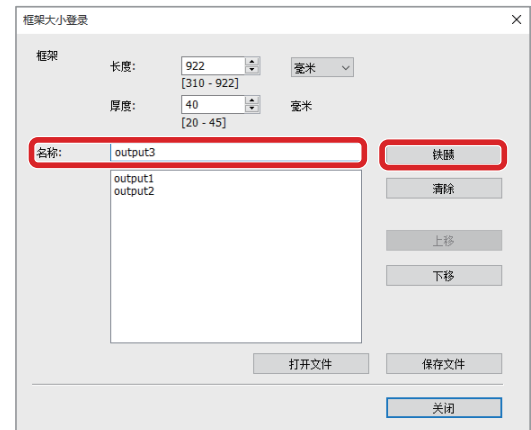 框架大小登录
框架
长度: 922 毫米
[310 - 922]
厚度: 40 毫米
[20 - 45]
名称: output3
output1
output2
清除
上移
下移
打开文件 保存文件
关闭